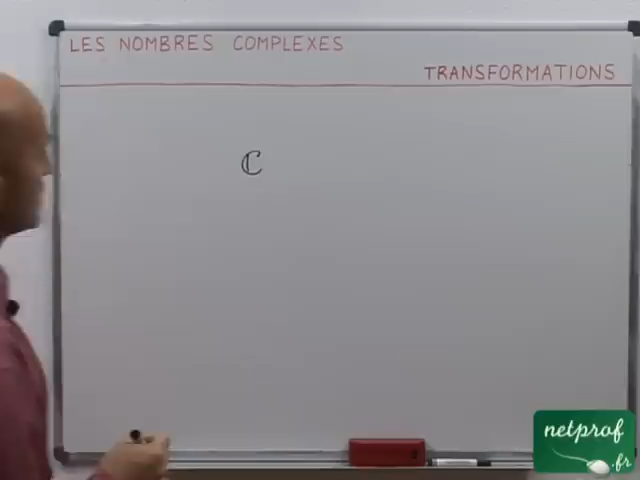 LES NOMBRES COMPLEXES
TRANSFORMATIONS
ℂ
netprof
.fr